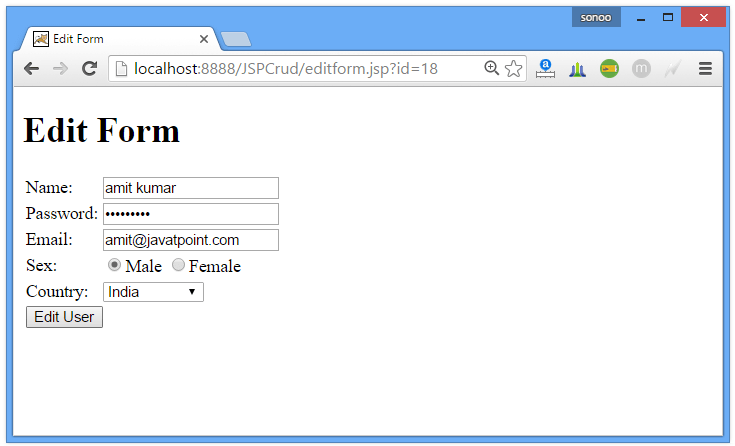 sonoo
Edit Form
localhost:8888/JSPCrud/editform.jsp?id=18
a
m
Edit Form
Name: amit kumar
Password: •••••••••
Email: amit@javatpoint.com
Sex: Male Female
Country: India
Edit User